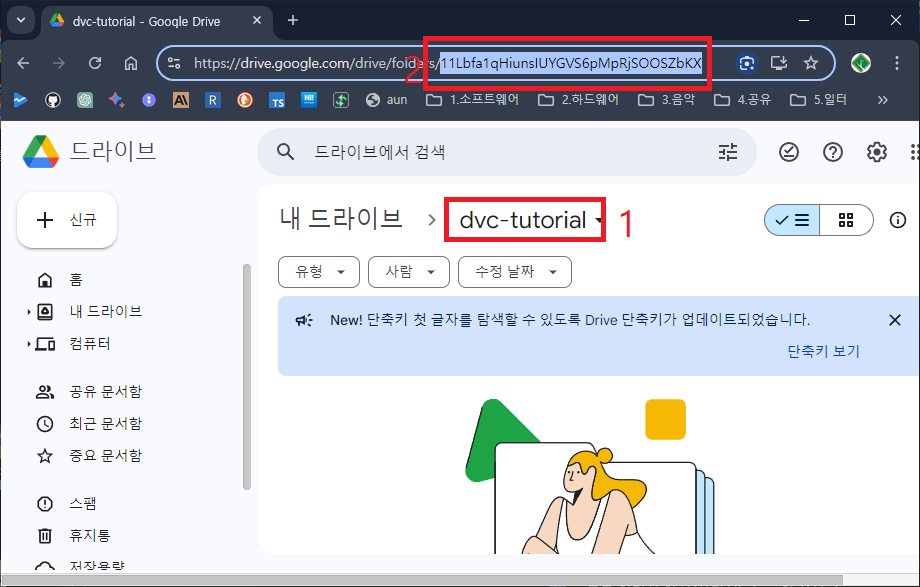 dvc-tutorial - Google Drive
https://drive.google.com/drive/folders/11Lbfa1qHiunsIUYGVS6pMpRjSOOSZbKX
2
AI R TS aun 1.소프트웨어 2.하드웨어 3.음악 4.공유 5.일터
드라이브
드라이브에서 검색
신규
내 드라이브 > dvc-tutorial 1
유형 사람 수정 날짜
홈
내 드라이브
컴퓨터
공유 문서함
최근 문서함
중요 문서함
스팸
휴지통
저장용량
New! 단축키 첫 글자를 탐색할 수 있도록 Drive 단축키가 업데이트되었습니다.
단축키 보기